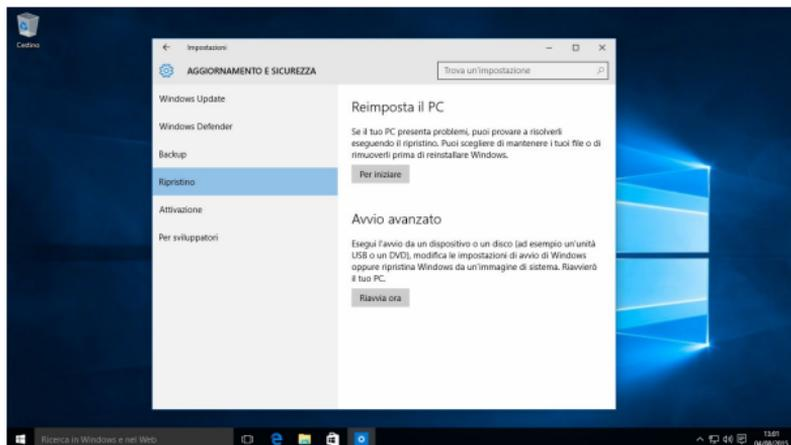 Cestino
Impostazioni
AGGIORNAMENTO E SICUREZZA
Trova un'impostazione
Windows Update
Windows Defender
Backup
Ripristino
Attivazione
Per sviluppatori
Reimposta il PC
Se il tuo PC presenta problemi, puoi provare a risolverli
eseguendo il ripristino. Puoi scegliere di mantenere i tuoi file o di
rimuoverli prima di reinstallare Windows.
Per iniziare
Avvio avanzato
Esegui l'avvio da un dispositivo o un disco (ad esempio un'unità
USB o un DVD), modifica le impostazioni di avvio di Windows
oppure ripristina Windows da un'immagine di sistema. Riavvierò
il tuo PC.
Riavvia ora
Ricerca in Windows e nel Web
13:01
04/08/2015